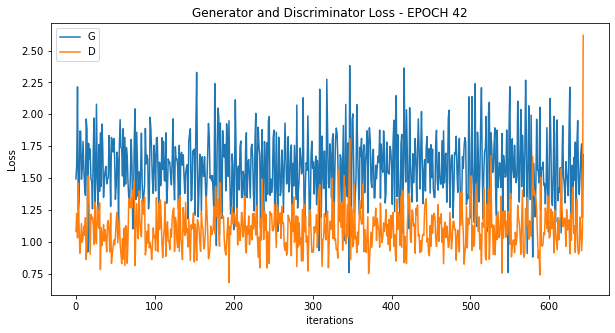 Generator and Discriminator Loss - EPOCH 42
G
D
2.50
2.25
2.00
1.75
1.50
1.25
1.00
0.75
Loss
0 100 200 300 400 500 600
iterations